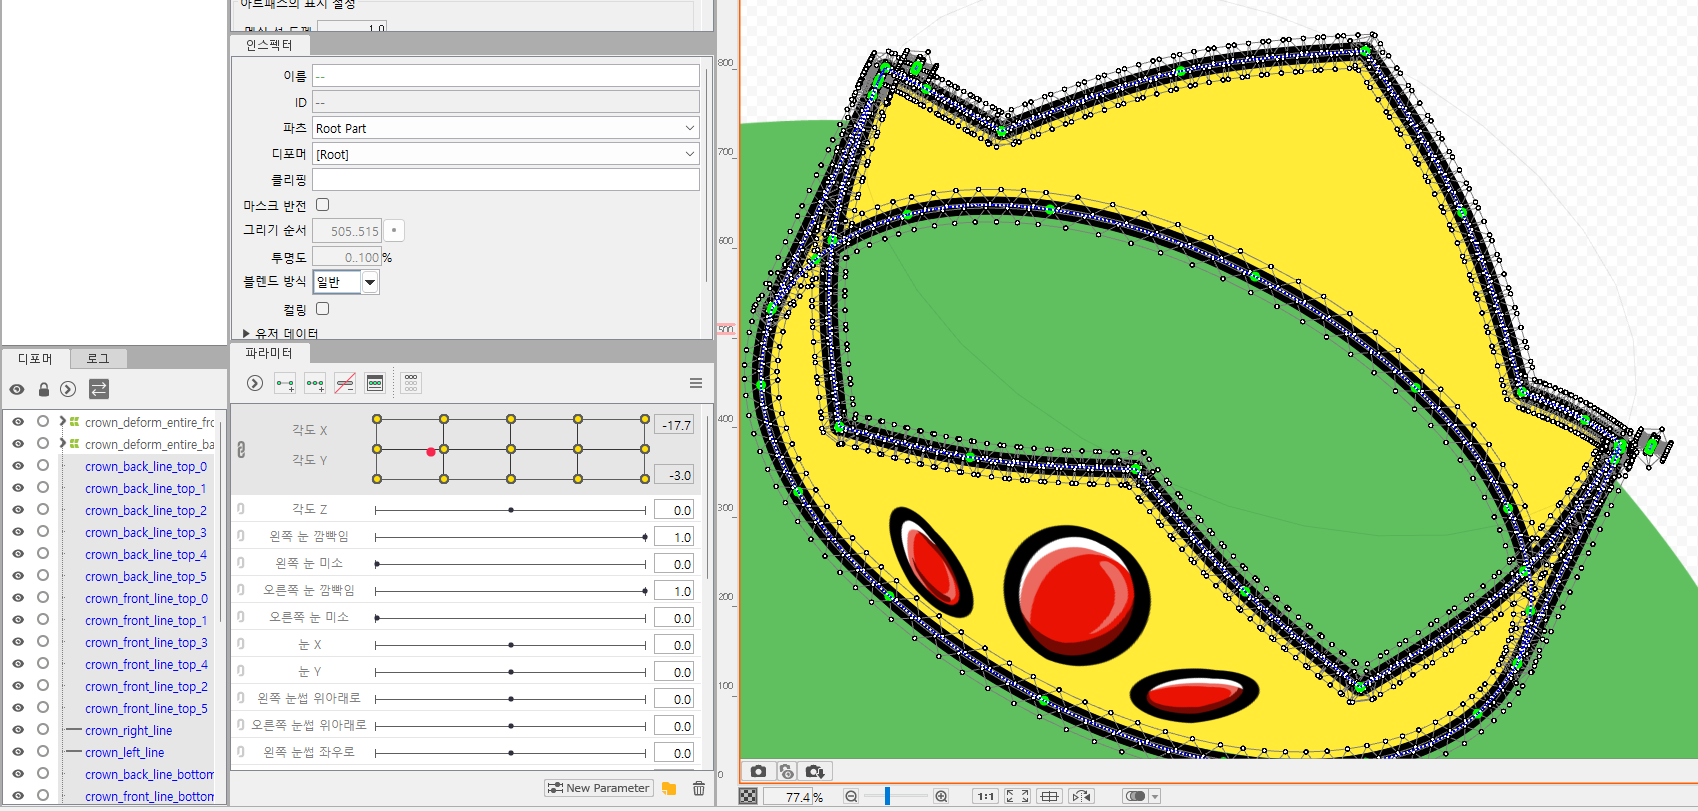 아트패스의 표시 설정
1.0
인스펙터
이름 --
ID --
파츠 Root Part
디포머 [Root]
클리핑
마스크 반전
그리기 순서 505..515
투명도 0..100 %
블렌드 방식 일반
컬링
유저 데이터
디포머 로그
파라미터
crown_deform_entire_frc
crown_deform_entire_ba
crown_back_line_top_0
crown_back_line_top_1
crown_back_line_top_2
crown_back_line_top_3
crown_back_line_top_4
crown_back_line_top_5
crown_front_line_top_0
crown_front_line_top_1
crown_front_line_top_3
crown_front_line_top_4
crown_front_line_top_2
crown_front_line_top_5
crown_right_line
crown_left_line
crown_back_line_bottom
crown_front_line_bottom
각도 X -17.7
각도 Y -3.0
각도 Z 0.0
왼쪽 눈 깜빡임 1.0
왼쪽 눈 미소 0.0
오른쪽 눈 깜빡임 1.0
오른쪽 눈 미소 0.0
눈 X 0.0
눈 Y 0.0
왼쪽 눈썹 위아래로 0.0
오른쪽 눈썹 위아래로 0.0
왼쪽 눈썹 좌우로 0.0
New Parameter
800
700
600
500
400
300
200
100
0
77.4 %
1:1